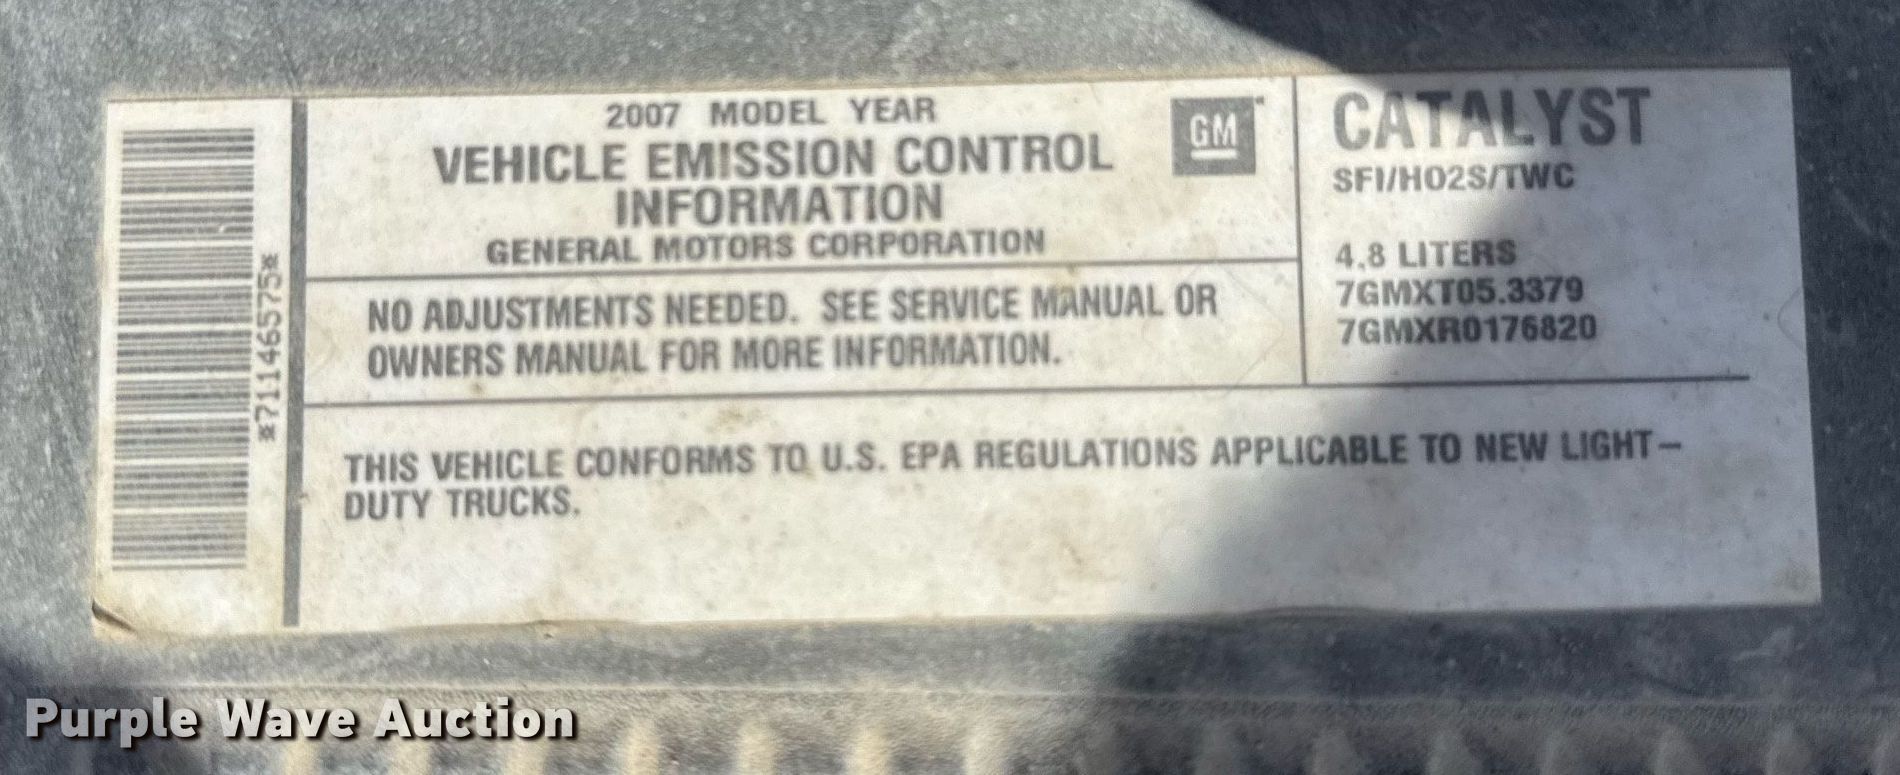 2007 MODEL YEAR
VEHICLE EMISSION CONTROL
INFORMATION
GENERAL MOTORS CORPORATION
GM
NO ADJUSTMENTS NEEDED. SEE SERVICE MANUAL OR
OWNERS MANUAL FOR MORE INFORMATION.
CATALYST
SFI/HO2S/TWC
4.8 LITERS
7GMXT05.3379
7GMXR0176820
THIS VEHICLE CONFORMS TO U.S. EPA REGULATIONS APPLICABLE TO NEW LIGHT-
DUTY TRUCKS.
*71146575*
Purple Wave Auction